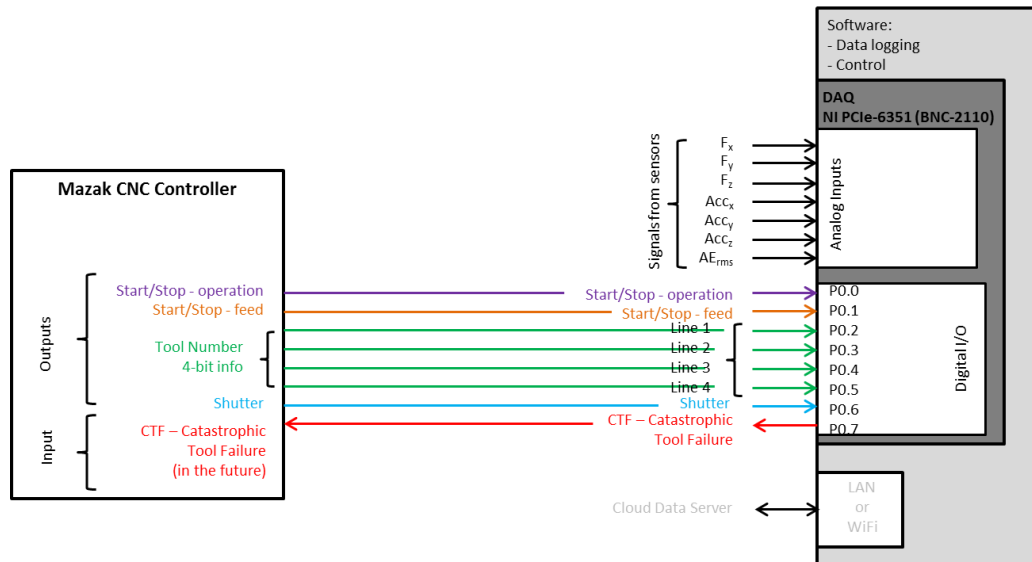 Software:
- Data logging
- Control
DAQ
NI PCIe-6351 (BNC-2110)
Mazak CNC Controller
Outputs
Start/Stop - operation
Start/Stop - feed
Tool Number
4-bit info
Shutter
Input
CTF – Catastrophic
Tool Failure
(in the future)
Signals from sensors
Fx
Fy
Fz
Accx
Accy
Accz
AErms
Analog Inputs
Start/Stop - operation
Start/Stop - feed
Line 1
Line 2
Line 3
Line 4
Shutter
CTF – Catastrophic
Tool Failure
P0.0
P0.1
P0.2
P0.3
P0.4
P0.5
P0.6
P0.7
Digital I/O
Cloud Data Server
LAN
or
WiFi